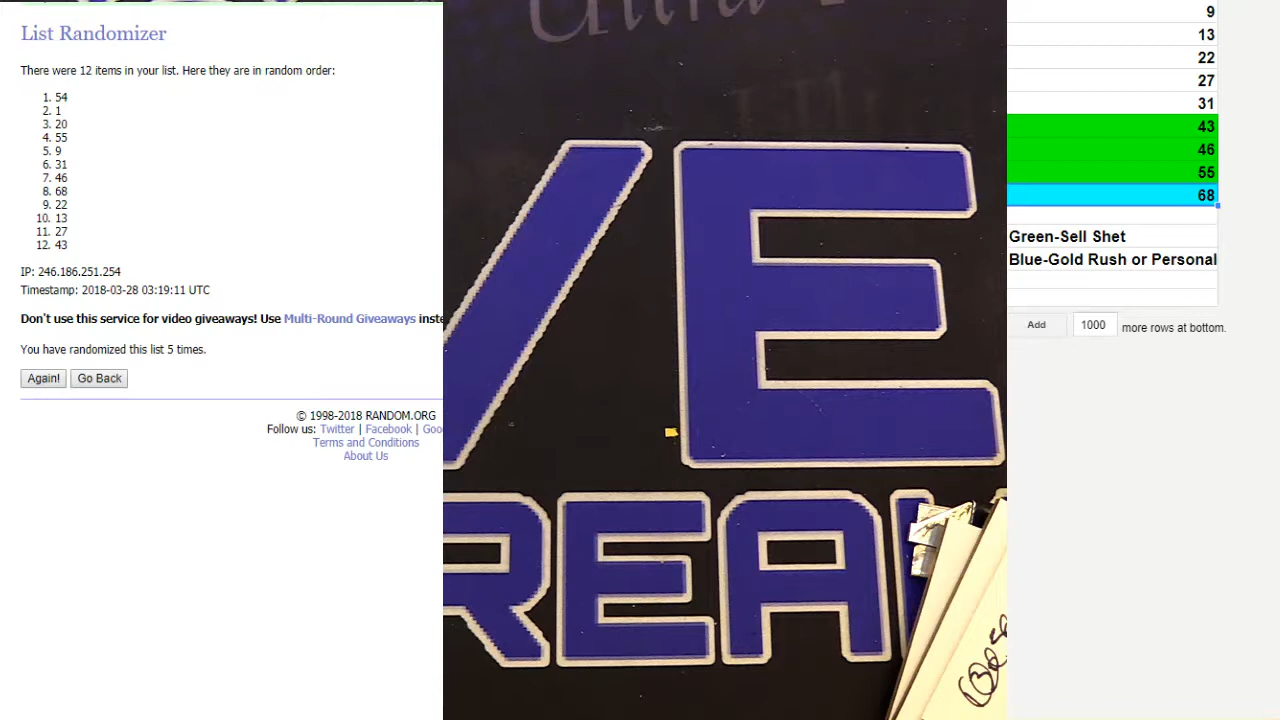 List Randomizer
There were 12 items in your list. Here they are in random order:
1. 54
2. 1
3. 20
4. 55
5. 9
6. 31
7. 46
8. 68
9. 22
10. 13
11. 27
12. 43
IP: 246.186.251.254
Timestamp: 2018-03-28 03:19:11 UTC
Don't use this service for video giveaways! Use Multi-Round Giveaways inste
You have randomized this list 5 times.
Again! Go Back
© 1998-2018 RANDOM.ORG
Follow us: Twitter | Facebook | Goo
Terms and Conditions
About Us
VE
REA
9
13
22
27
31
43
46
55
68
Green-Sell Shet
Blue-Gold Rush or Personal
Add 1000 more rows at bottom.